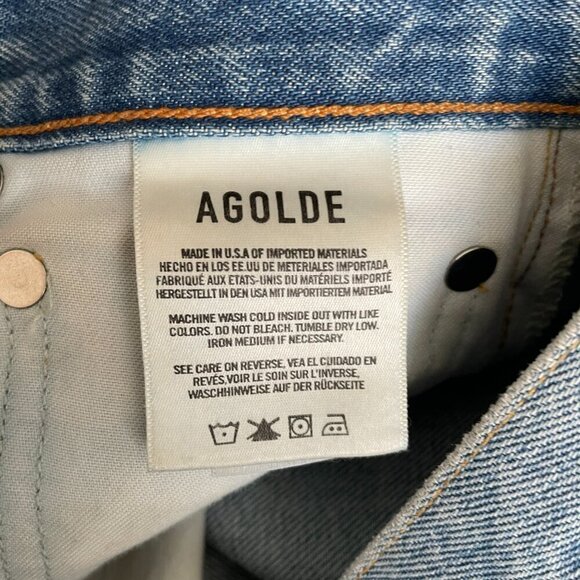 AGOLDE
MADE IN U.S.A OF IMPORTED MATERIALS
HECHO EN LOS EE.UU DE METERIALES IMPORTADA
FABRIQUÉ AUX ETATS-UNIS DU MATÉRIELS IMPORTÉ
HERGESTELLT IN DEN USA MIT IMPORTIERTEM MATERIAL
MACHINE WASH COLD INSIDE OUT WITH LIKE
COLORS. DO NOT BLEACH. TUMBLE DRY LOW.
IRON MEDIUM IF NECESSARY.
SEE CARE ON REVERSE, VEA EL CUIDADO EN
REVÉS,VOIR LE SOIN SUR L'INVERSE,
WASCHHINWEISE AUF DER RÜCKSEITE